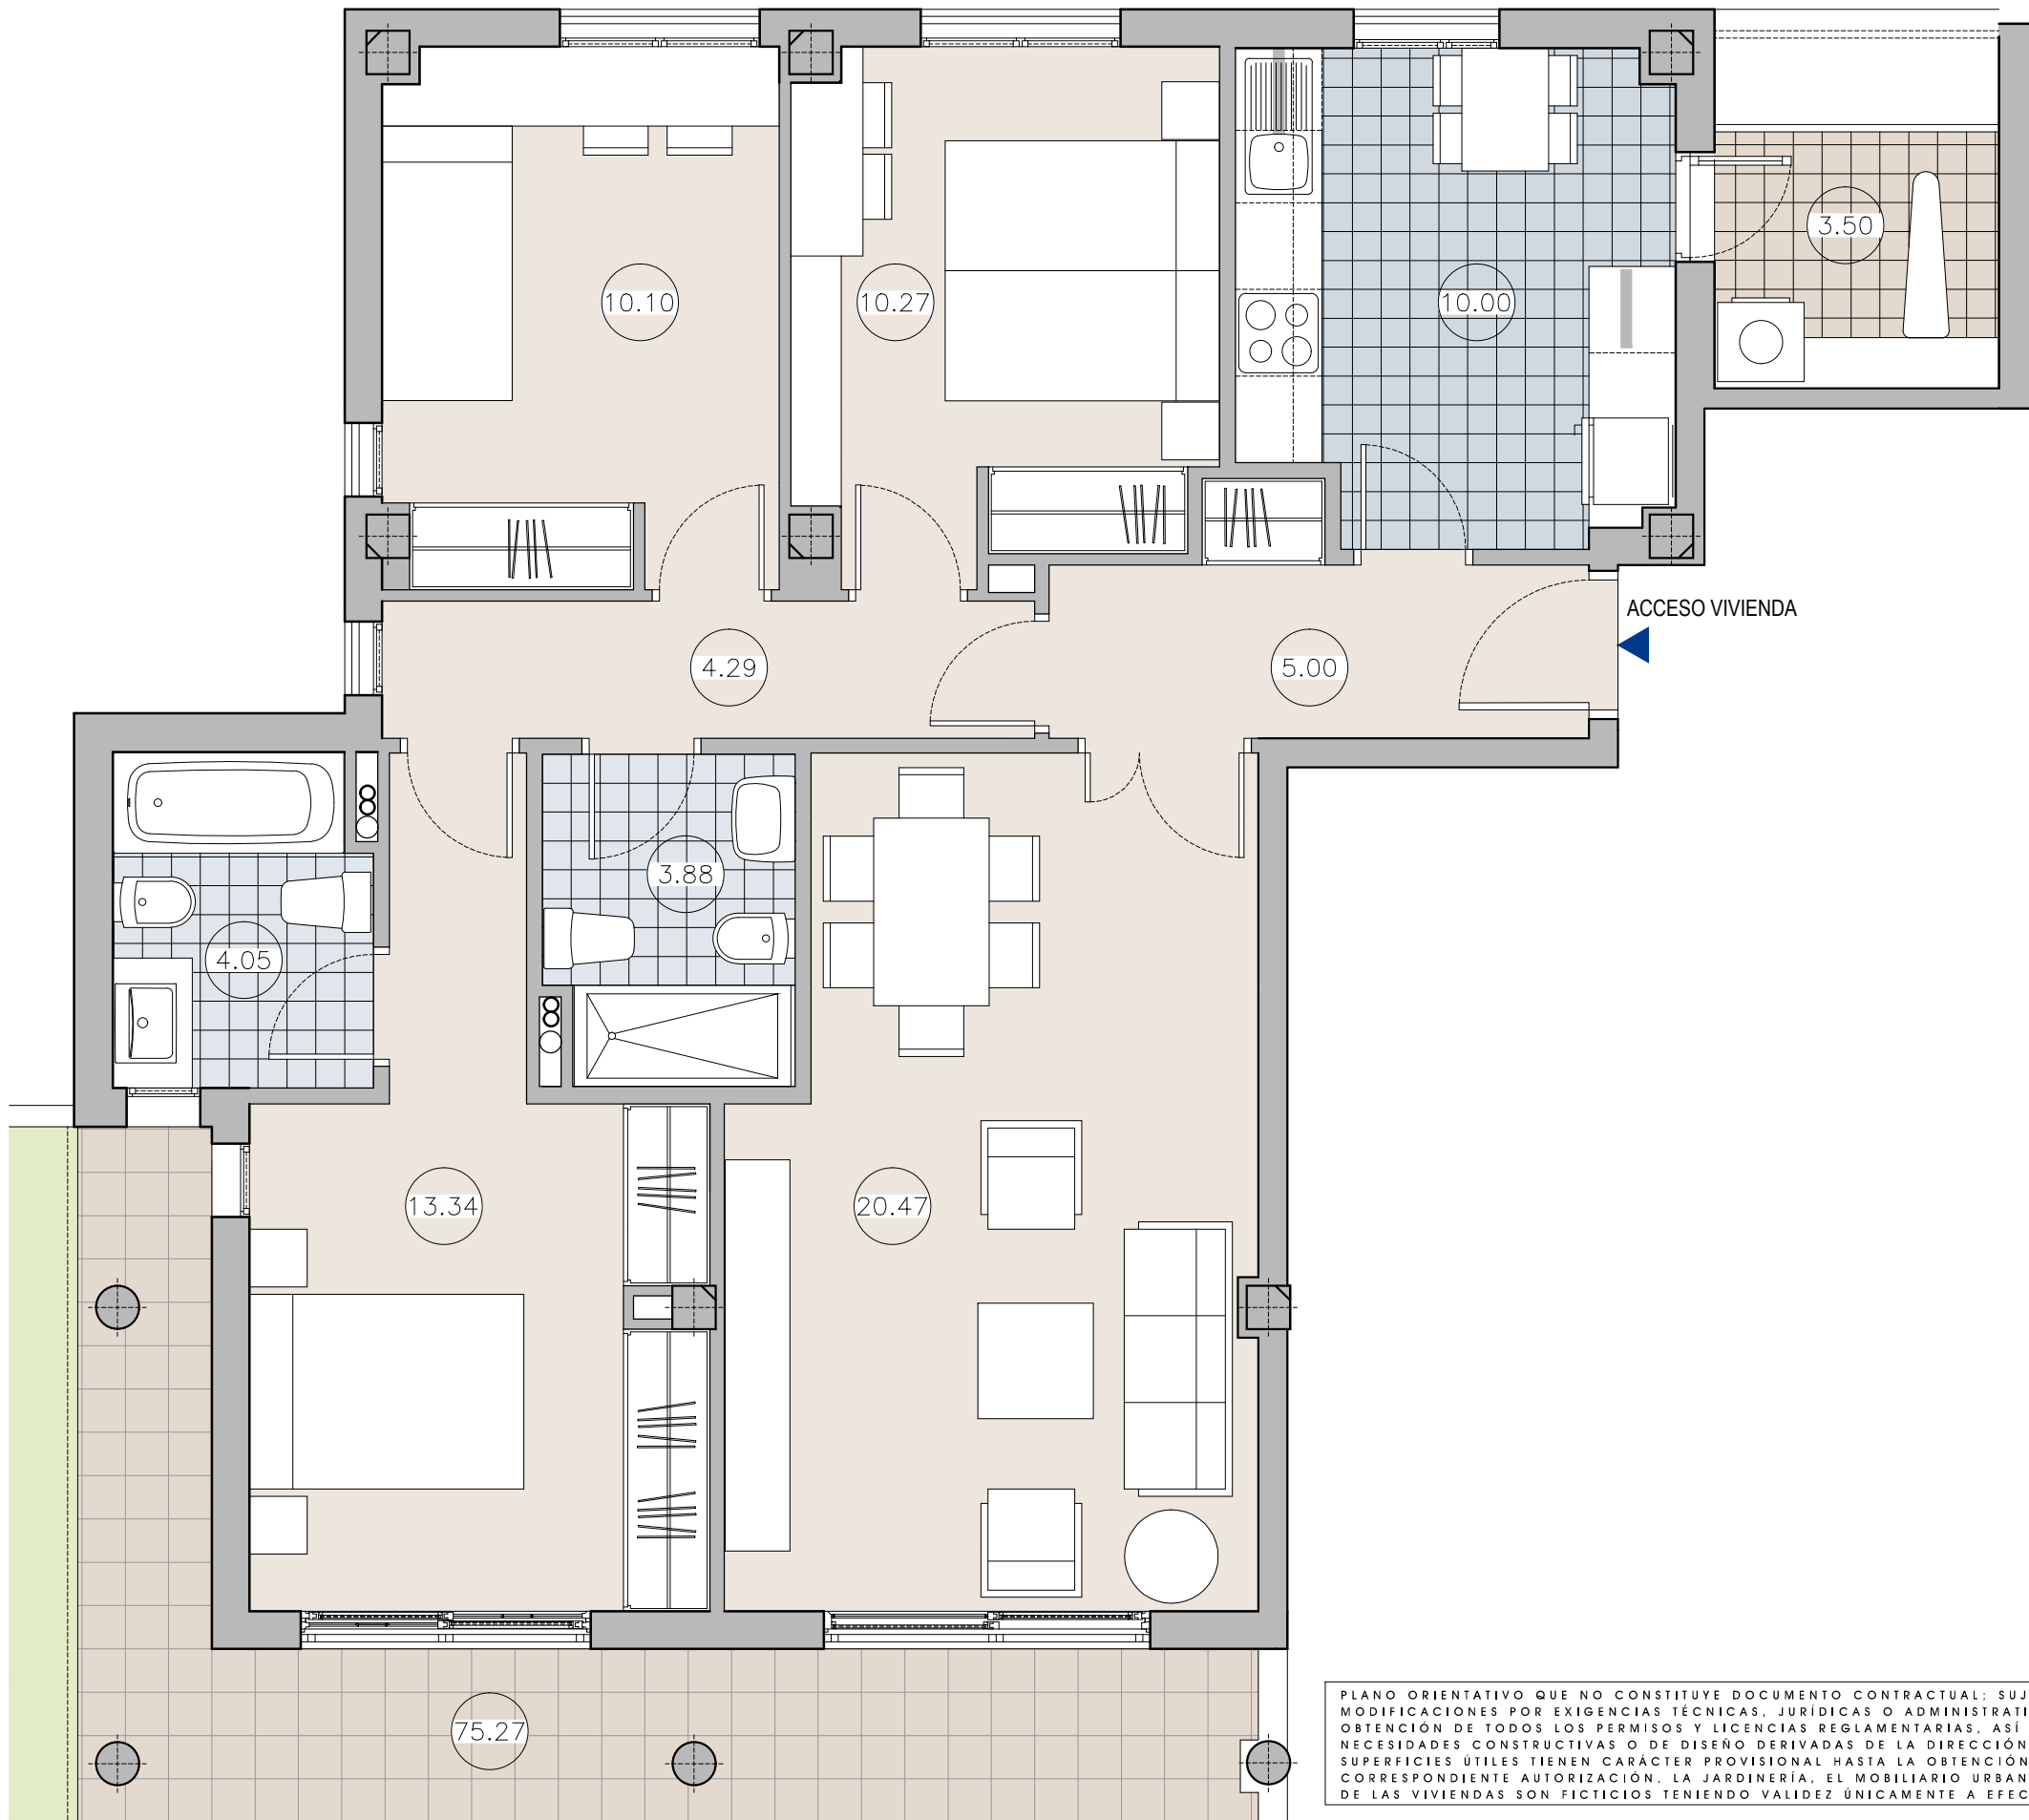 3.50
10.10
10.27
10.00
ACCESO VIVIENDA
4.29
5.00
3.88
4.05
13.34
20.47
75.27
PLANO ORIENTATIVO QUE NO CONSTITUYE DOCUMENTO CONTRACTUAL; SUJ
MODIFICACIONES POR EXIGENCIAS TÉCNICAS, JURÍDICAS O ADMINISTRATI
OBTENCIÓN DE TODOS LOS PERMISOS Y LICENCIAS REGLAMENTARIAS, ASÍ
NECESIDADES CONSTRUCTIVAS O DE DISEÑO DERIVADAS DE LA DIRECCIÓN
SUPERFICIES ÚTILES TIENEN CARÁCTER PROVISIONAL HASTA LA OBTENCIÓN
CORRESPONDIENTE AUTORIZACIÓN. LA JARDINERÍA, EL MOBILIARIO URBAN
DE LAS VIVIENDAS SON FICTICIOS TENIENDO VALIDEZ ÚNICAMENTE A EFEC